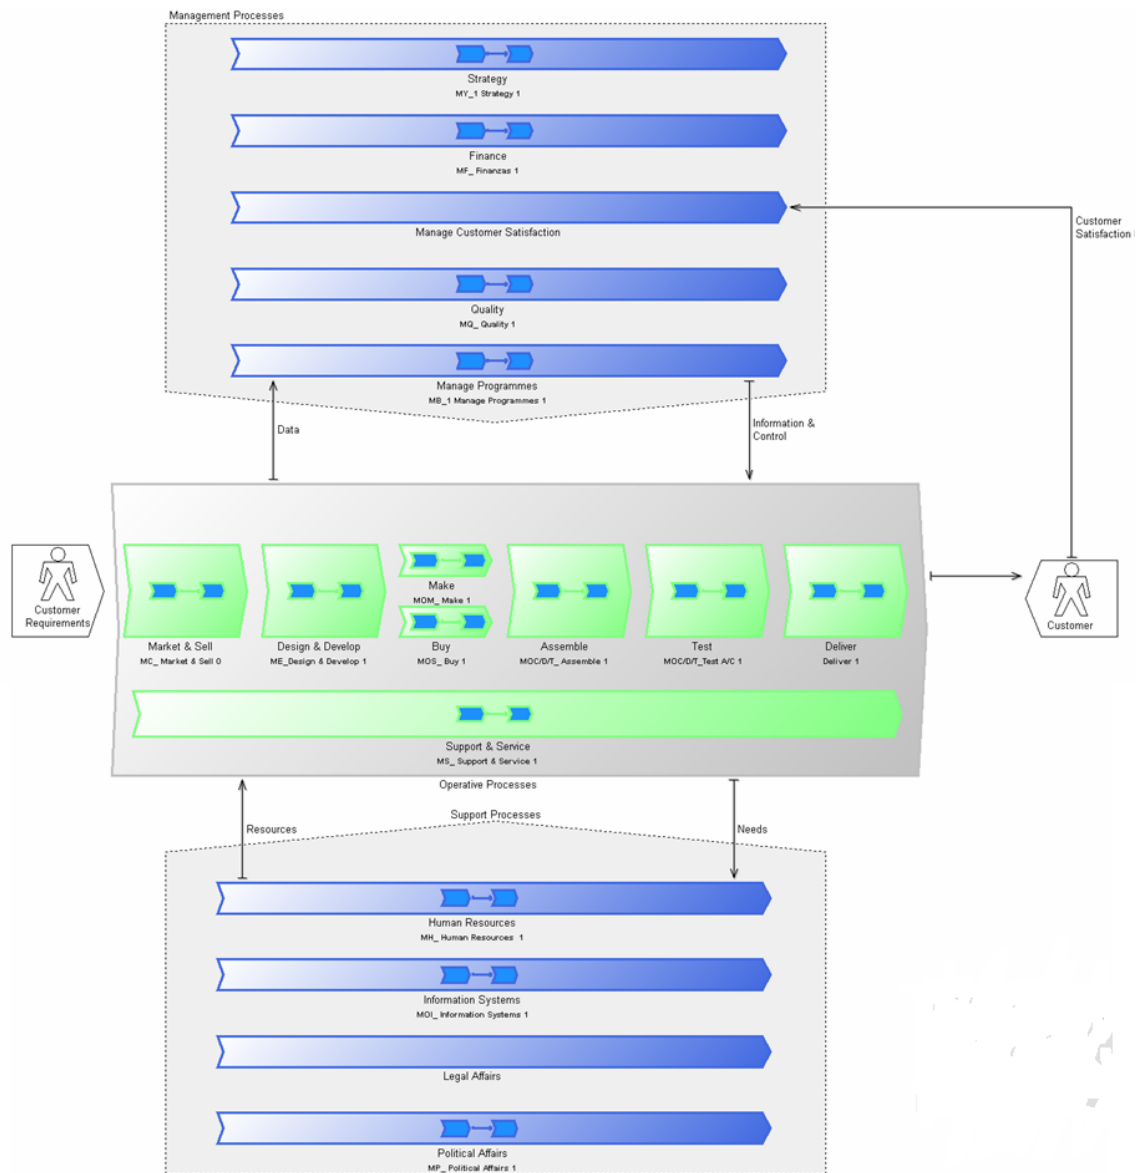 Management Processes
Strategy
MY_1 Strategy 1
Finance
MF_ Finanzas 1
Manage Customer Satisfaction
Customer
Satisfaction
Quality
MQ_ Quality 1
Manage Programmes
MB_1 Manage Programmes 1
Data
Information &
Control
Customer
Requirements
Market & Sell
MC_ Market & Sell 0
Design & Develop
ME_Design & Develop 1
Make
MOM_ Make 1
Buy
MOS_ Buy 1
Assemble
MOC/D/T_ Assemble 1
Test
MOC/D/T_Test A/C 1
Deliver
Deliver 1
Customer
Support & Service
MS_ Support & Service 1
Operative Processes
Support Processes
Resources
Needs
Human Resources
MH_ Human Resources 1
Information Systems
MOI_ Information Systems 1
Legal Affairs
Political Affairs
MP_ Political Affairs 1